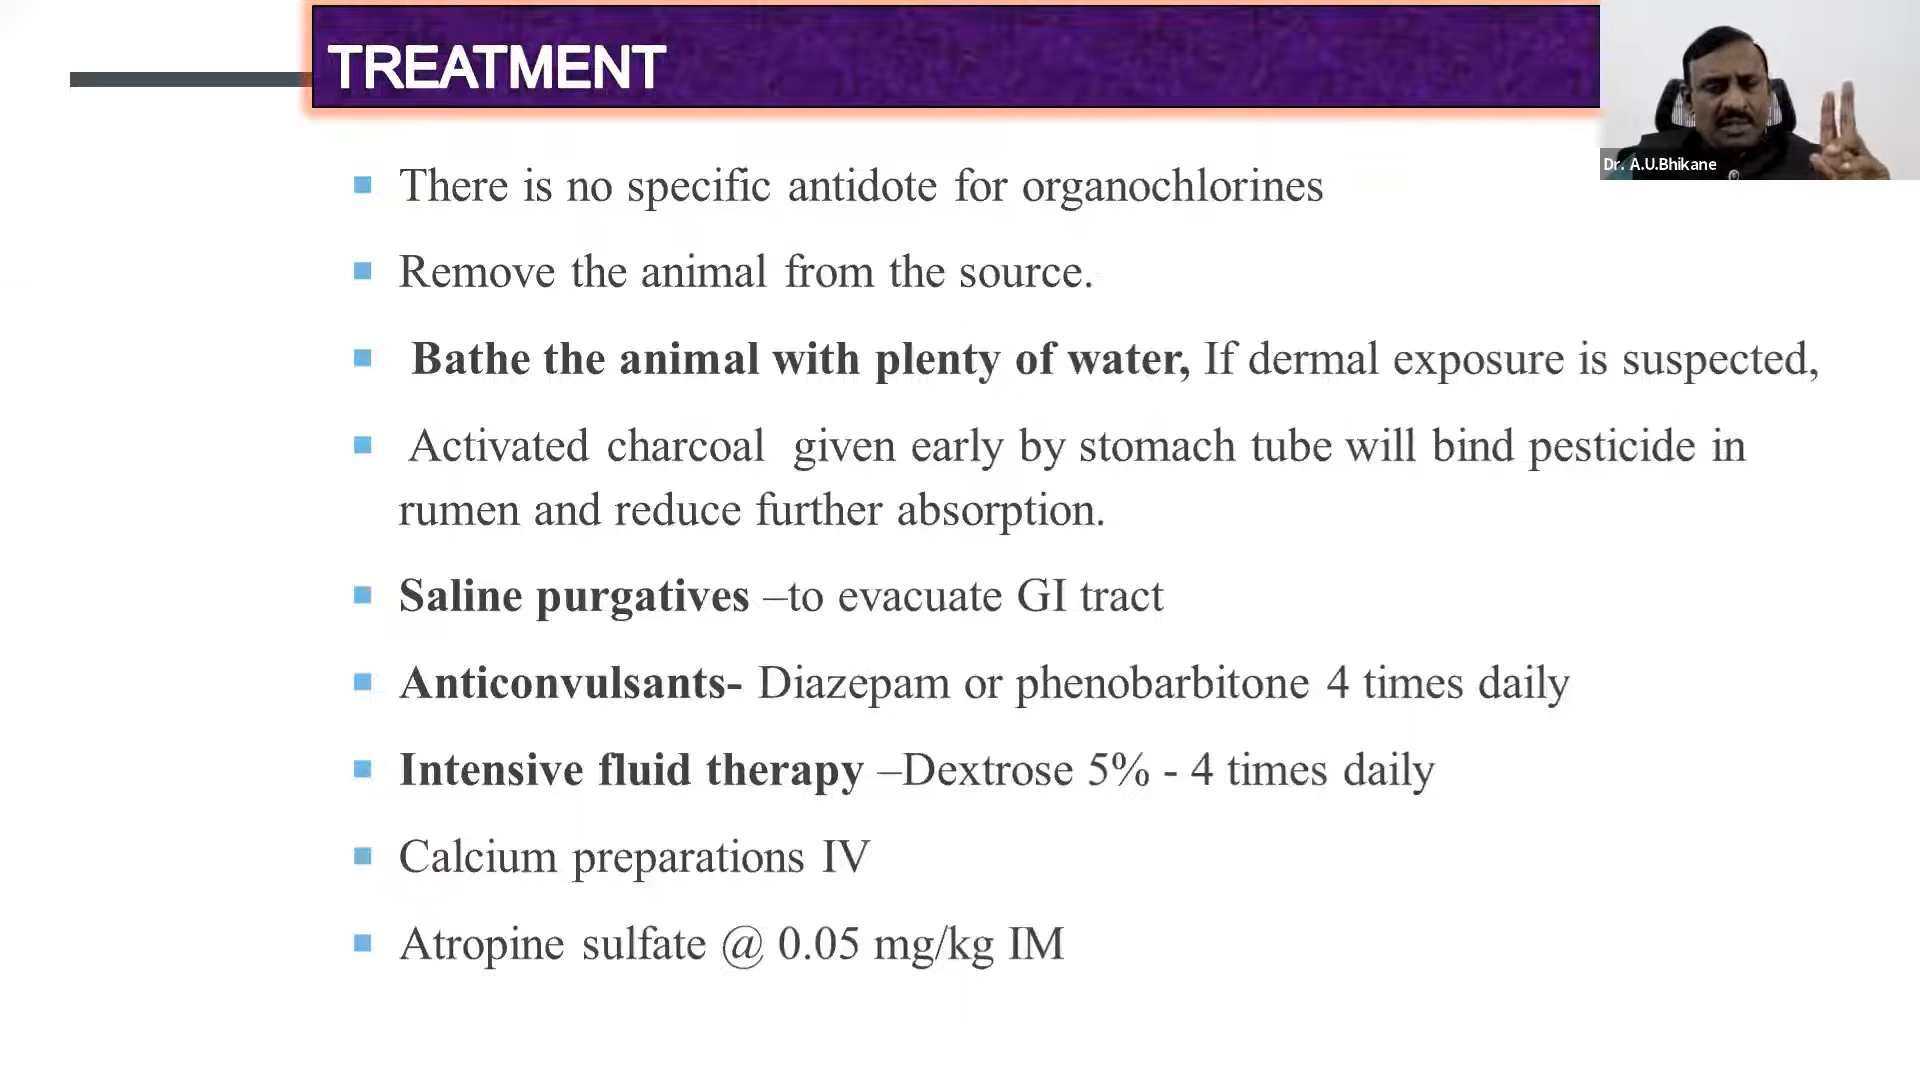 TREATMENT
Dr. A.U.Bhikane
There is no specific antidote for organochlorines
Remove the animal from the source.
Bathe the animal with plenty of water, If dermal exposure is suspected,
Activated charcoal given early by stomach tube will bind pesticide in
rumen and reduce further absorption.
Saline purgatives –to evacuate GI tract
Anticonvulsants- Diazepam or phenobarbitone 4 times daily
Intensive fluid therapy –Dextrose 5% - 4 times daily
Calcium preparations IV
Atropine sulfate @ 0.05 mg/kg IM